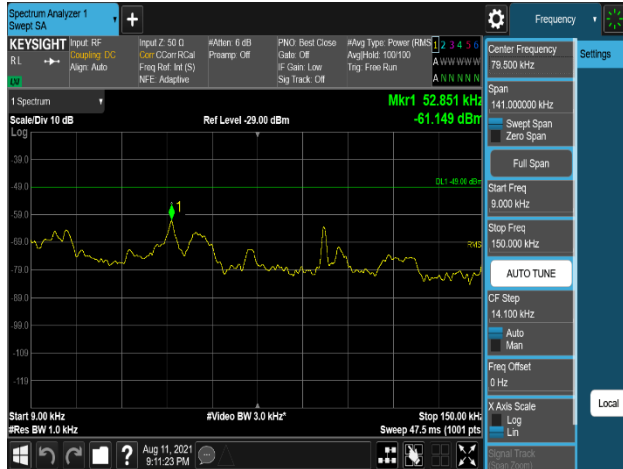 Spectrum Analyzer 1
Swept SA
+
Frequency
KEYSIGHT
RL
Input: RF
Coupling: DC
Align: Auto
Input Z: 50 Ω
Corr CCorr RCal
Freq Ref: Int (S)
NFE: Adaptive
#Atten: 6 dB
Preamp: Off
PNO: Best Close
Gate: Off
IF Gain: Low
Sig Track: Off
#Avg Type: Power (RMS
Avg|Hold: 100/100
Trig: Free Run
1 2 3 4 5 6
A W W W W W
A N N N N N
1 Spectrum
Scale/Div 10 dB
Log
Ref Level -29.00 dBm
Mkr1 52.851 kHz
-61.149 dBm
-39.0
-49.0
-59.0
-69.0
-79.0
-89.0
-99.0
-109
-119
DL1 -49.00 dBm
1
RMS
Start 9.00 kHz
#Res BW 1.0 kHz
#Video BW 3.0 kHz*
Stop 150.00 kHz
Sweep 47.5 ms (1001 pts
Center Frequency
79.500 kHz
Settings
Span
141.000000 kHz
Swept Span
Zero Span
Full Span
Start Freq
9.000 kHz
Stop Freq
150.000 kHz
AUTO TUNE
CF Step
14.100 kHz
Auto
Man
Freq Offset
0 Hz
X Axis Scale
Log
Lin
Local
Signal Track
(Span Zoom)
?
Aug 11, 2021
9:11:23 PM